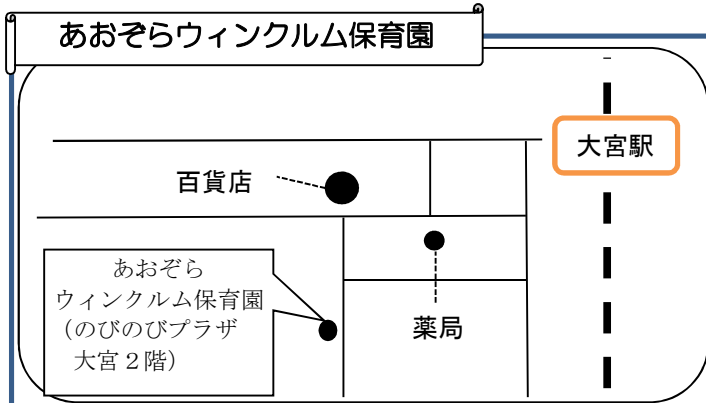 あおぞらウィンクルム保育園
大宮駅
百貨店
あおぞら
ウィンクルム保育園
（のびのびプラザ
大宮２階）
薬局